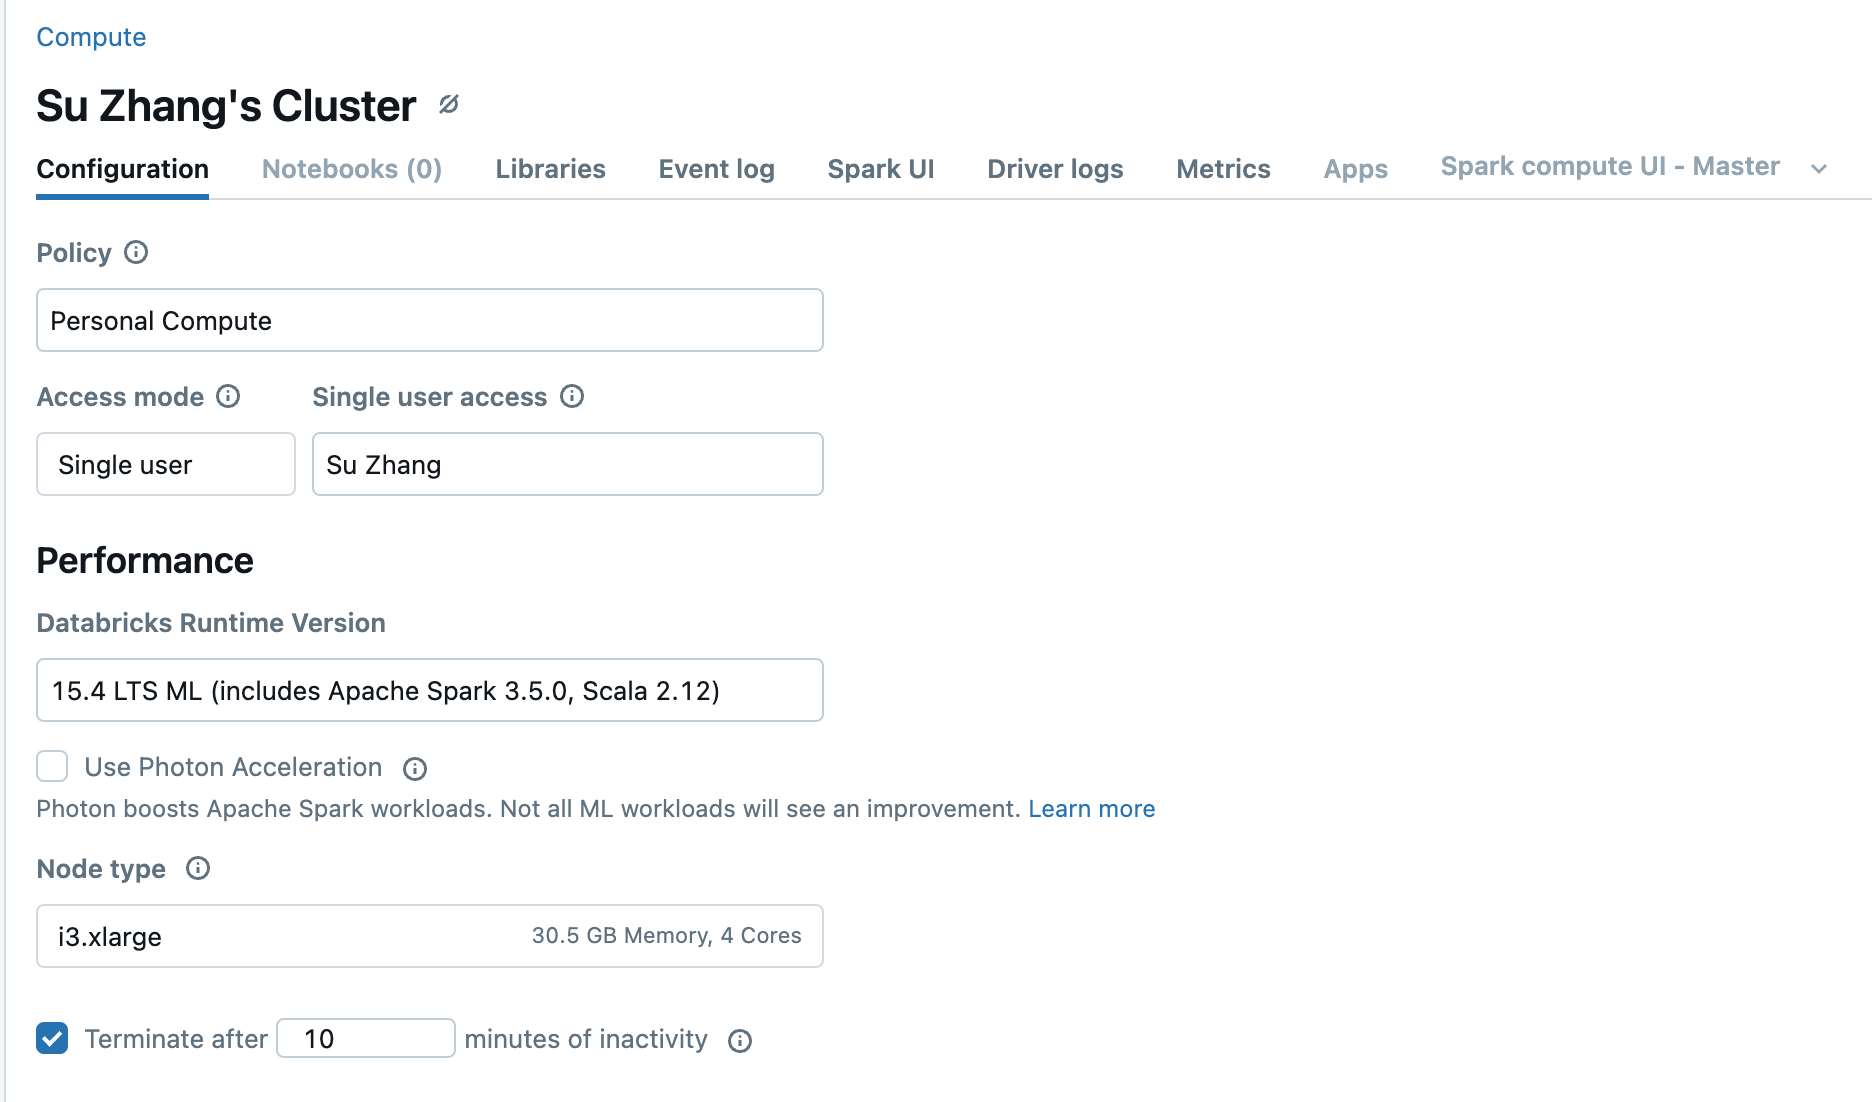 Compute
Su Zhang's Cluster
Configuration Notebooks (0) Libraries Event log Spark UI Driver logs Metrics Apps Spark compute UI - Master
Policy
Personal Compute
Access mode Single user access
Single user Su Zhang
Performance
Databricks Runtime Version
15.4 LTS ML (includes Apache Spark 3.5.0, Scala 2.12)
Use Photon Acceleration
Photon boosts Apache Spark workloads. Not all ML workloads will see an improvement. Learn more
Node type
i3.xlarge 30.5 GB Memory, 4 Cores
Terminate after 10 minutes of inactivity